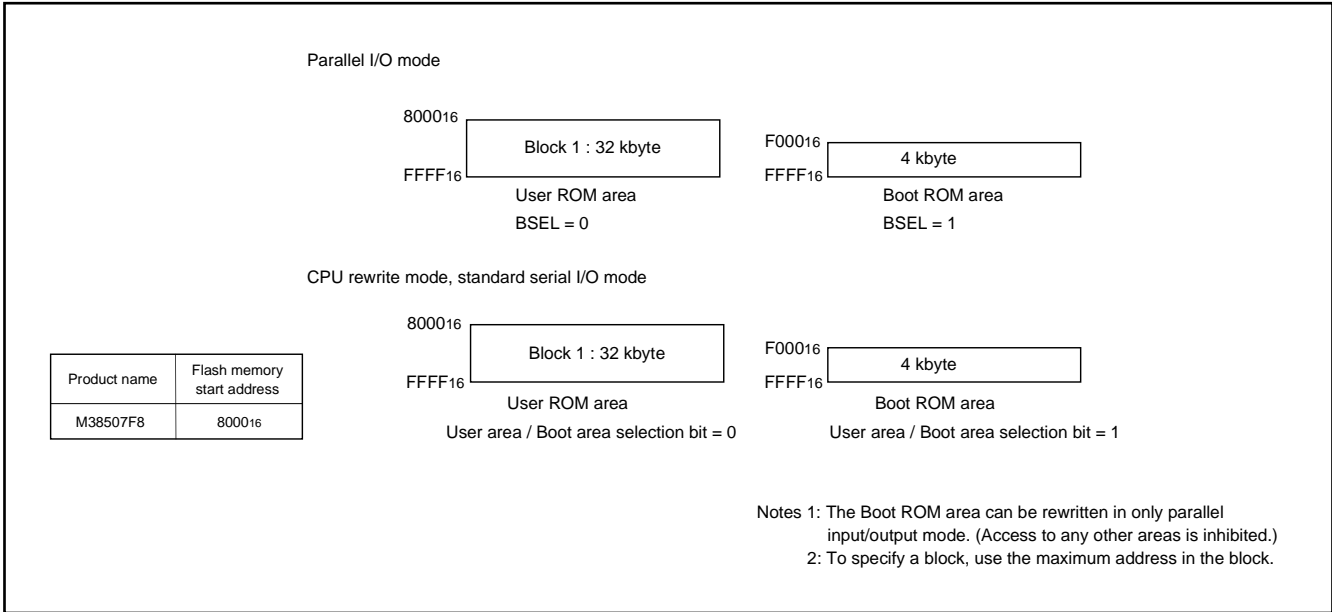 Parallel I/O mode
800016
Block 1 : 32 kbyte
FFFF16
User ROM area
BSEL = 0
F00016
4 kbyte
FFFF16
Boot ROM area
BSEL = 1
CPU rewrite mode, standard serial I/O mode
800016
Block 1 : 32 kbyte
FFFF16
User ROM area
User area / Boot area selection bit = 0
F00016
4 kbyte
FFFF16
Boot ROM area
User area / Boot area selection bit = 1
Product name
Flash memory
start address
M38507F8
800016
Notes 1: The Boot ROM area can be rewritten in only parallel
input/output mode. (Access to any other areas is inhibited.)
2: To specify a block, use the maximum address in the block.